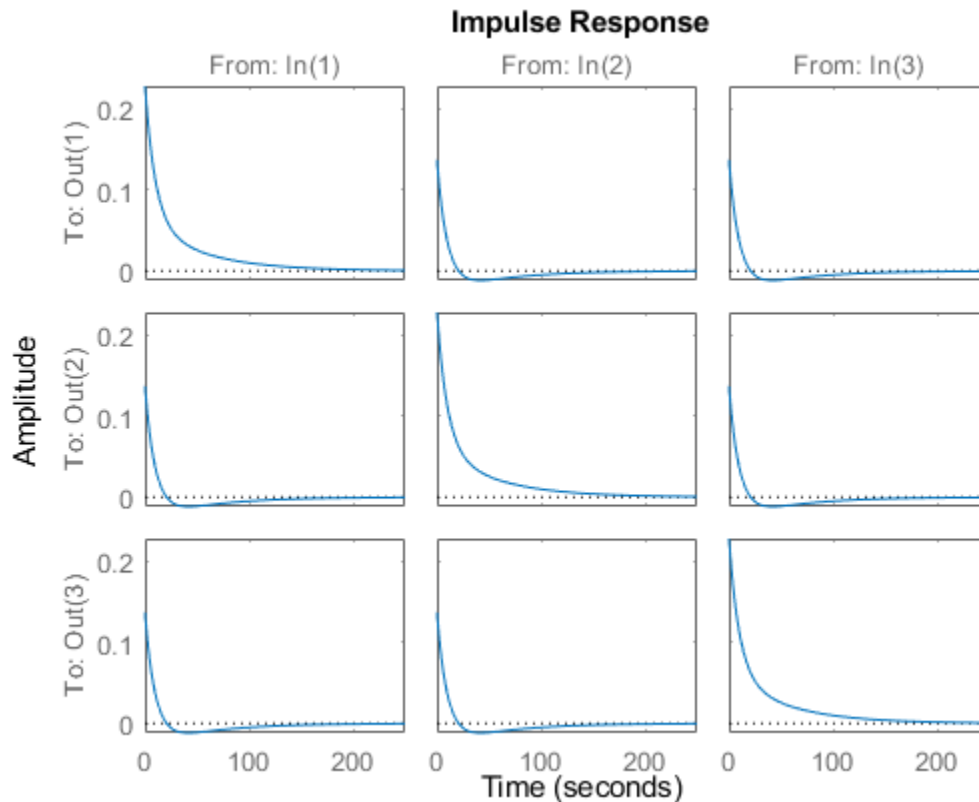 Impulse Response
From: In(1)
From: In(2)
From: In(3)
Amplitude
To: Out(1)
0.2
0.1
0
To: Out(2)
0.2
0.1
0
To: Out(3)
0.2
0.1
0
0 100 200
0 100 200
0 100 200
Time (seconds)